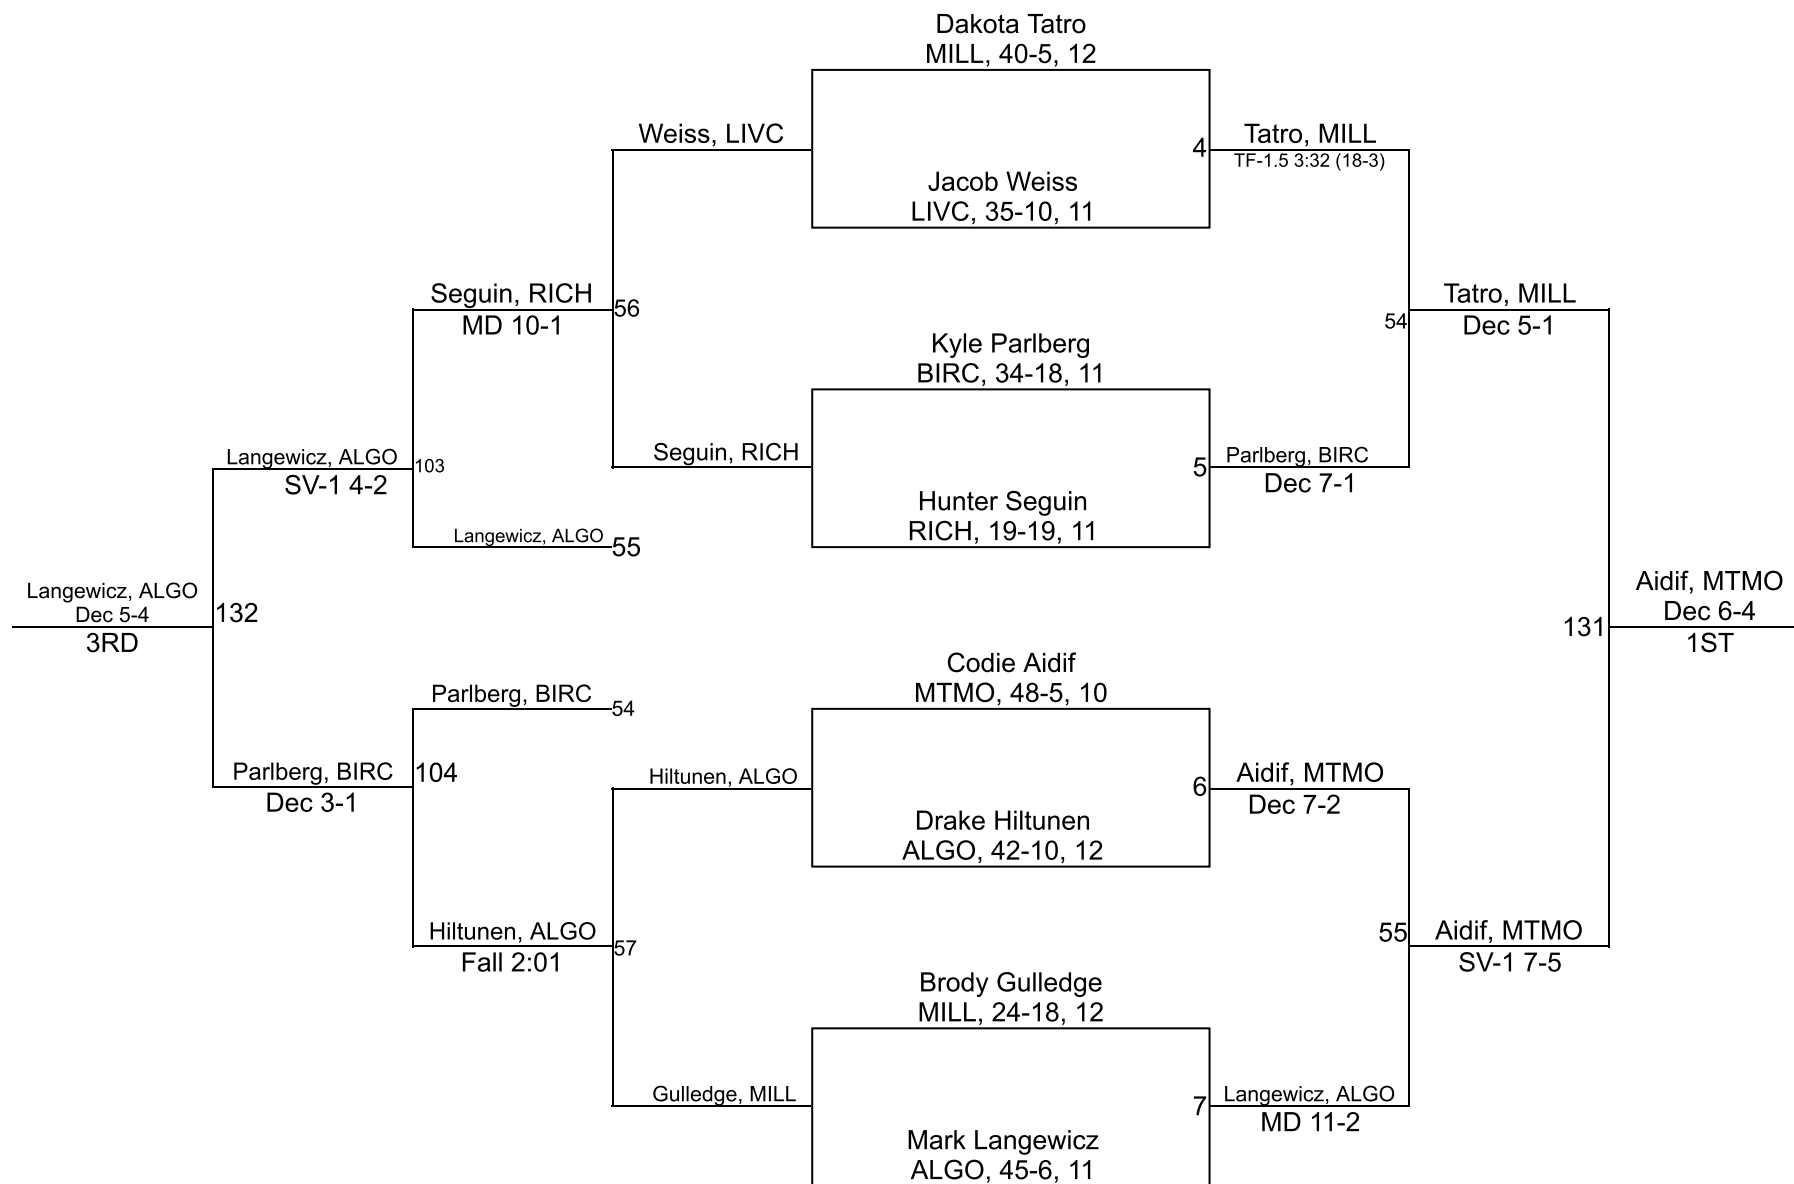 Dakota Tatro
MILL, 40-5, 12
Weiss, LIVC
4
Tatro, MILL
TF-1.5 3:32 (18-3)
Jacob Weiss
LIVC, 35-10, 11
Seguin, RICH
MD 10-1
56
54
Tatro, MILL
Dec 5-1
Kyle Parlberg
BIRC, 34-18, 11
Seguin, RICH
5
Parlberg, BIRC
Dec 7-1
Langewicz, ALGO
SV-1 4-2
103
Hunter Seguin
RICH, 19-19, 11
Langewicz, ALGO
55
Langewicz, ALGO
Dec 5-4
3RD
132
131
Aidif, MTMO
Dec 6-4
1ST
Codie Aidif
MTMO, 48-5, 10
Parlberg, BIRC
54
Parlberg, BIRC
Dec 3-1
104
Hiltunen, ALGO
6
Aidif, MTMO
Dec 7-2
Drake Hiltunen
ALGO, 42-10, 12
Hiltunen, ALGO
Fall 2:01
57
55
Aidif, MTMO
SV-1 7-5
Brody Gulledge
MILL, 24-18, 12
Gulledge, MILL
7
Langewicz, ALGO
MD 11-2
Mark Langewicz
ALGO, 45-6, 11